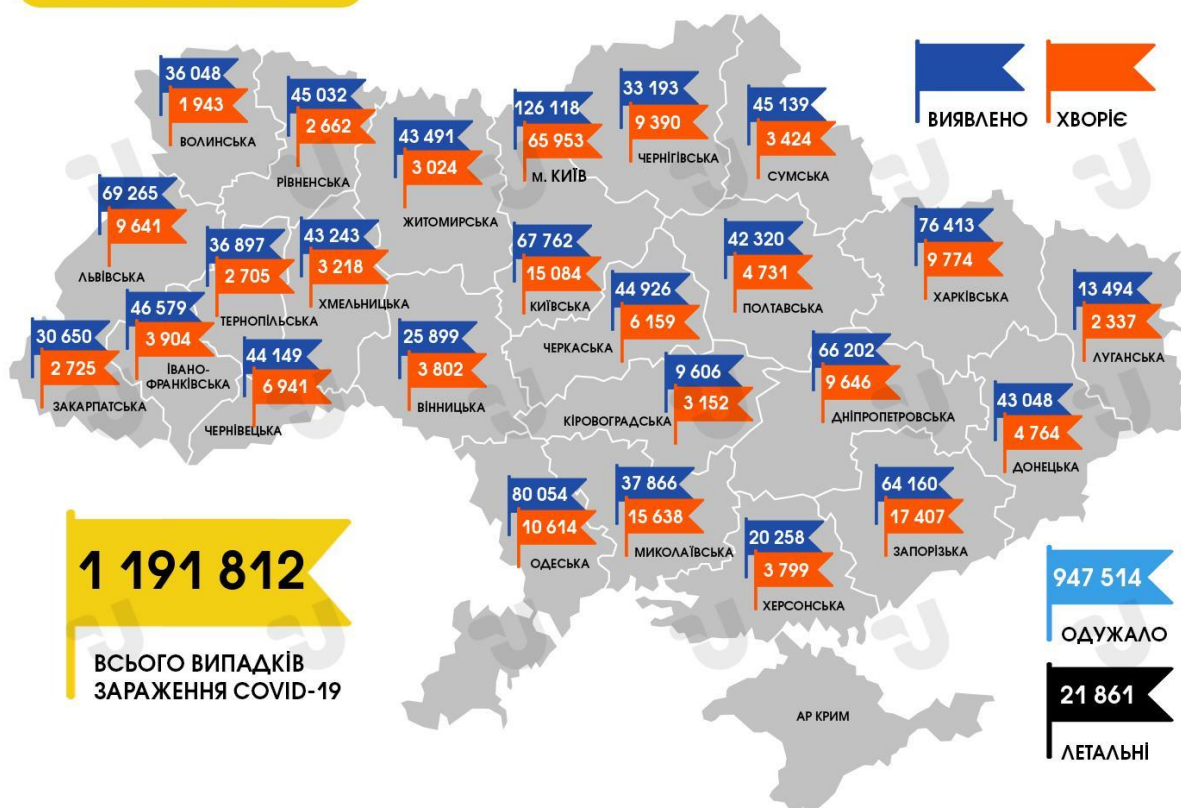 36 048
1 943
ВОЛИНСЬКА
45 032
2 662
РІВНЕНСЬКА
43 491
3 024
ЖИТОМИРСЬКА
126 118
65 953
м. КИЇВ
33 193
9 390
ЧЕРНІГІВСЬКА
45 139
3 424
СУМСЬКА
ВИЯВЛЕНО
ХВОРІЄ
69 265
9 641
ЛЬВІВСЬКА
36 897
2 705
ТЕРНОПІЛЬСЬКА
43 243
3 218
ХМЕЛЬНИЦЬКА
67 762
15 084
КИЇВСЬКА
44 926
6 159
ЧЕРКАСЬКА
42 320
4 731
ПОЛТАВСЬКА
76 413
9 774
ХАРКІВСЬКА
13 494
2 337
ЛУГАНСЬКА
30 650
2 725
ЗАКАРПАТСЬКА
46 579
3 904
ІВАНО-
ФРАНКІВСЬКА
44 149
6 941
ЧЕРНІВЕЦЬКА
25 899
3 802
ВІННИЦЬКА
9 606
3 152
КІРОВОГРАДСЬКА
66 202
9 646
ДНІПРОПЕТРОВСЬКА
43 048
4 764
ДОНЕЦЬКА
80 054
10 614
ОДЕСЬКА
37 866
15 638
МИКОЛАЇВСЬКА
20 258
3 799
ХЕРСОНСЬКА
64 160
17 407
ЗАПОРІЗЬКА
1 191 812
ВСЬОГО ВИПАДКІВ
ЗАРАЖЕННЯ COVID-19
947 514
ОДУЖАЛО
21 861
ЛЕТАЛЬНІ
АР КРИМ